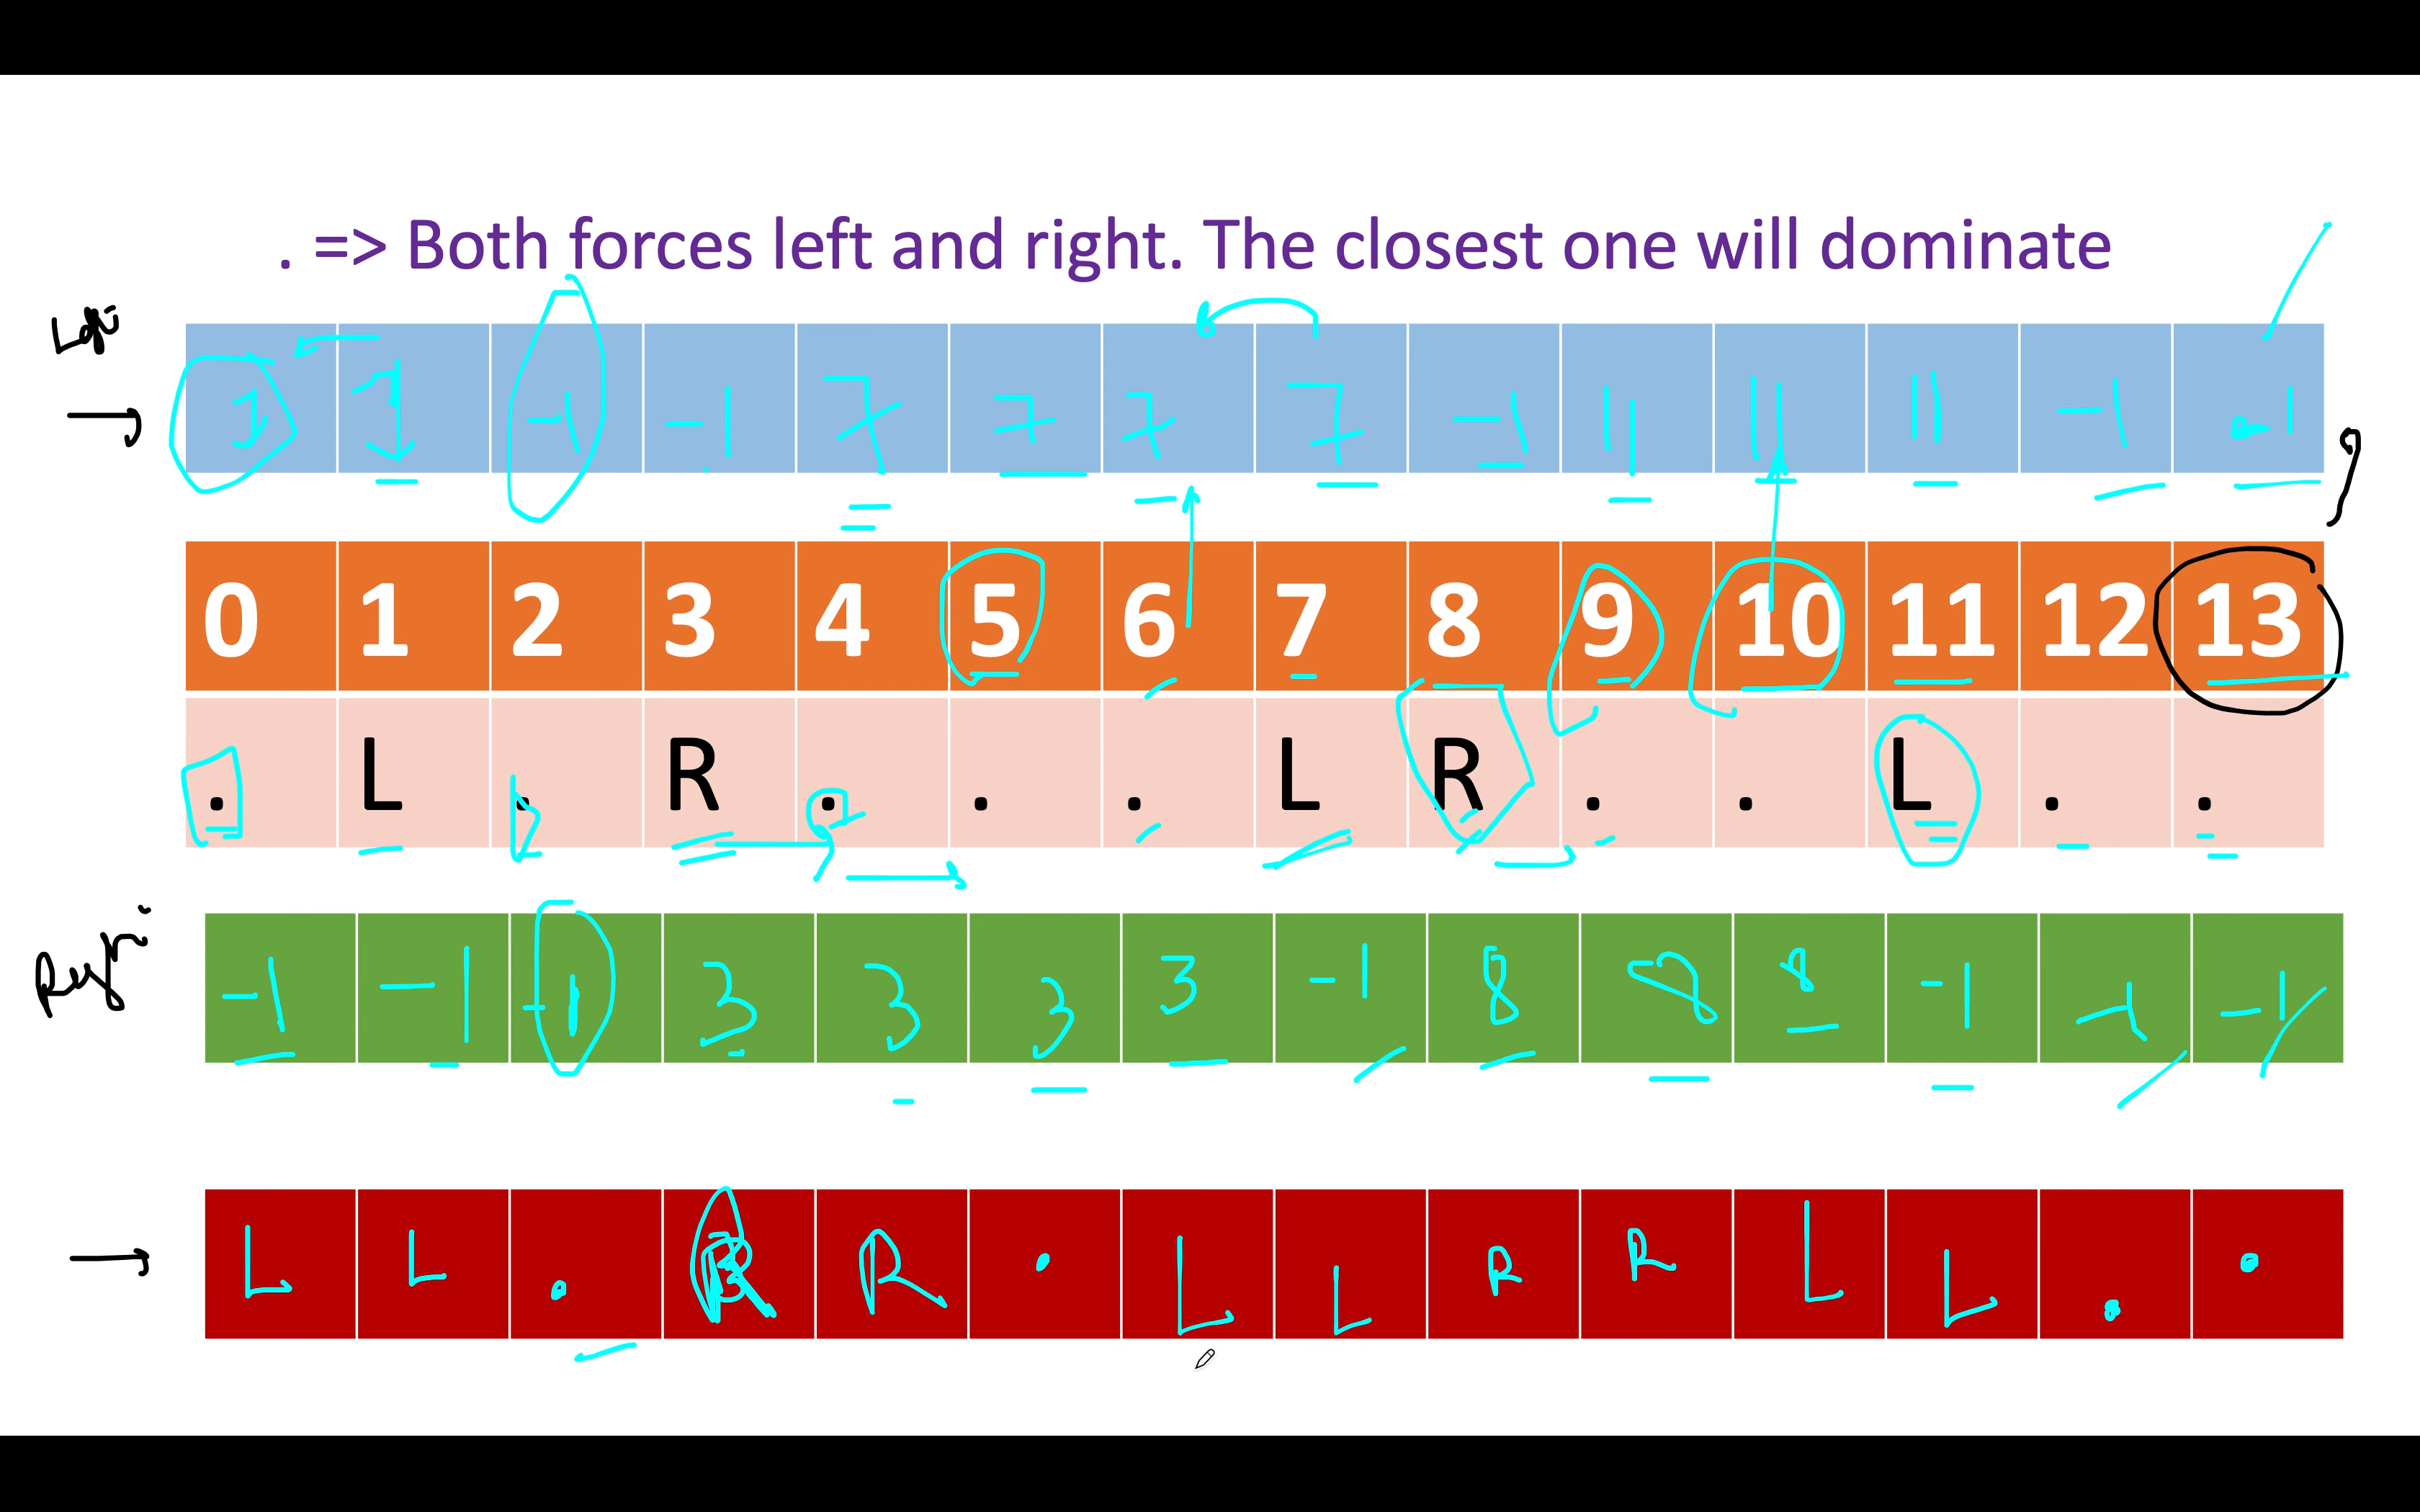 . => Both forces left and right. The closest one will dominate
1 1 -1 -1 7 7 7 7 -1 11 11 11 -1 -1
0 1 2 3 4 5 6 7 8 9 10 11 12 13
. L . R . . . L R . . L . .
-1 -1 -1 3 3 3 3 -1 8 8 8 -1 -1 -1
L L . R R . L L R R L L . .